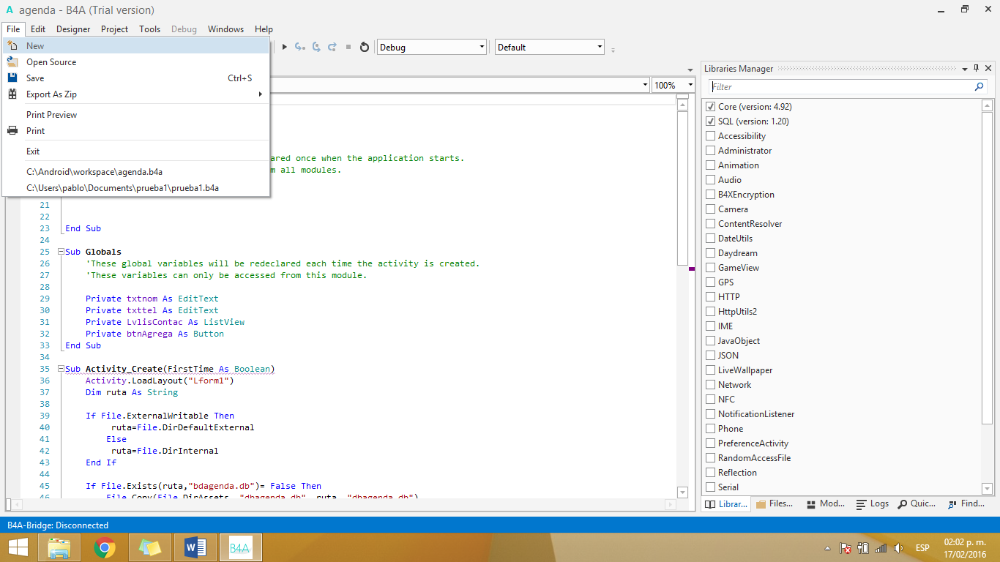 A agenda - B4A (Trial version)
File Edit Designer Project Tools Debug Windows Help
New
Open Source
Save Ctrl+S
Export As Zip
Print Preview
Print
Exit
C:\Android\workspace\agenda.b4a
C:\Users\pablo\Documents\prueba1\prueba1.b4a
Debug
Default
100%
ared once when the application starts.
m all modules.
21
22
23 End Sub
24
25 Sub Globals
26 'These global variables will be redeclared each time the activity is created.
27 'These variables can only be accessed from this module.
28
29 Private txtnom As EditText
30 Private txttel As EditText
31 Private LvlisContac As ListView
32 Private btnAgrega As Button
33 End Sub
34
35 Sub Activity_Create(FirstTime As Boolean)
36 Activity.LoadLayout("Lform1")
37 Dim ruta As String
38
39 If File.ExternalWritable Then
40 ruta=File.DirDefaultExternal
41 Else
42 ruta=File.DirInternal
43 End If
44
45 If File.Exists(ruta,"bdagenda.db")= False Then
46 File.Copy(File.DirAssets, "dbagenda.db", ruta, "dbagenda.db")
Libraries Manager
Filter
Core (version: 4.92)
SQL (version: 1.20)
Accessibility
Administrator
Animation
Audio
B4XEncryption
Camera
ContentResolver
DateUtils
Daydream
GameView
GPS
HTTP
HttpUtils2
IME
JavaObject
JSON
LiveWallpaper
Network
NFC
NotificationListener
Phone
PreferenceActivity
RandomAccessFile
Reflection
Serial
Librar... Files... Mod... Logs Quic... Find...
B4A-Bridge: Disconnected
B4A
ESP
02:02 p. m.
17/02/2016